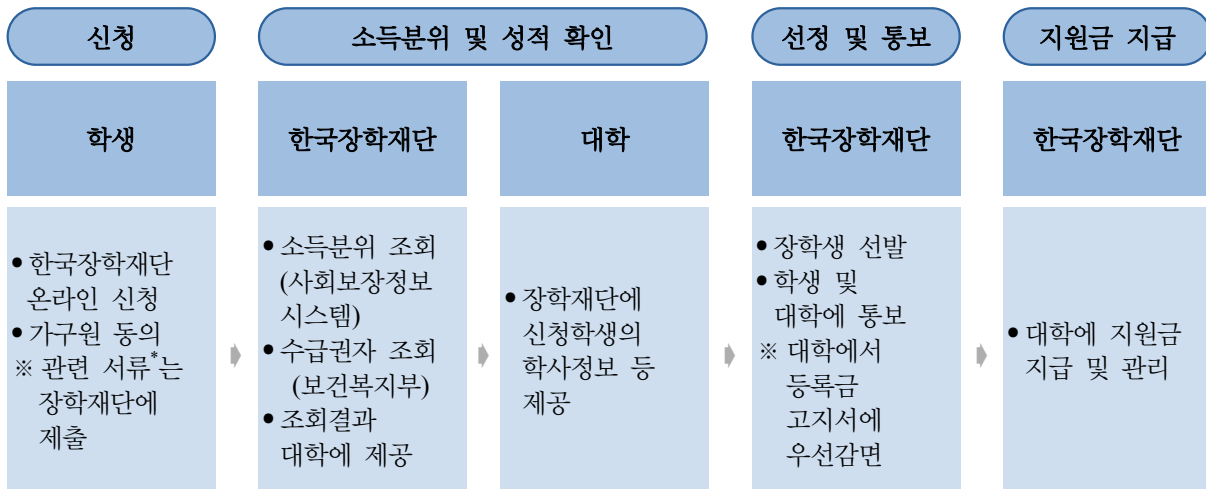 신청
소득분위 및 성적 확인
선정 및 통보
지원금 지급
학생
한국장학재단
대학
한국장학재단
한국장학재단
• 한국장학재단
온라인 신청
• 가구원 동의
※ 관련 서류*는
장학재단에
제출
• 소득분위 조회
(사회보장정보
시스템)
• 수급권자 조회
(보건복지부)
• 조회결과
대학에 제공
• 장학재단에
신청학생의
학사정보 등
제공
• 장학생 선발
• 학생 및
대학에 통보
※ 대학에서
등록금
고지서에
우선감면
• 대학에 지원금
지급 및 관리